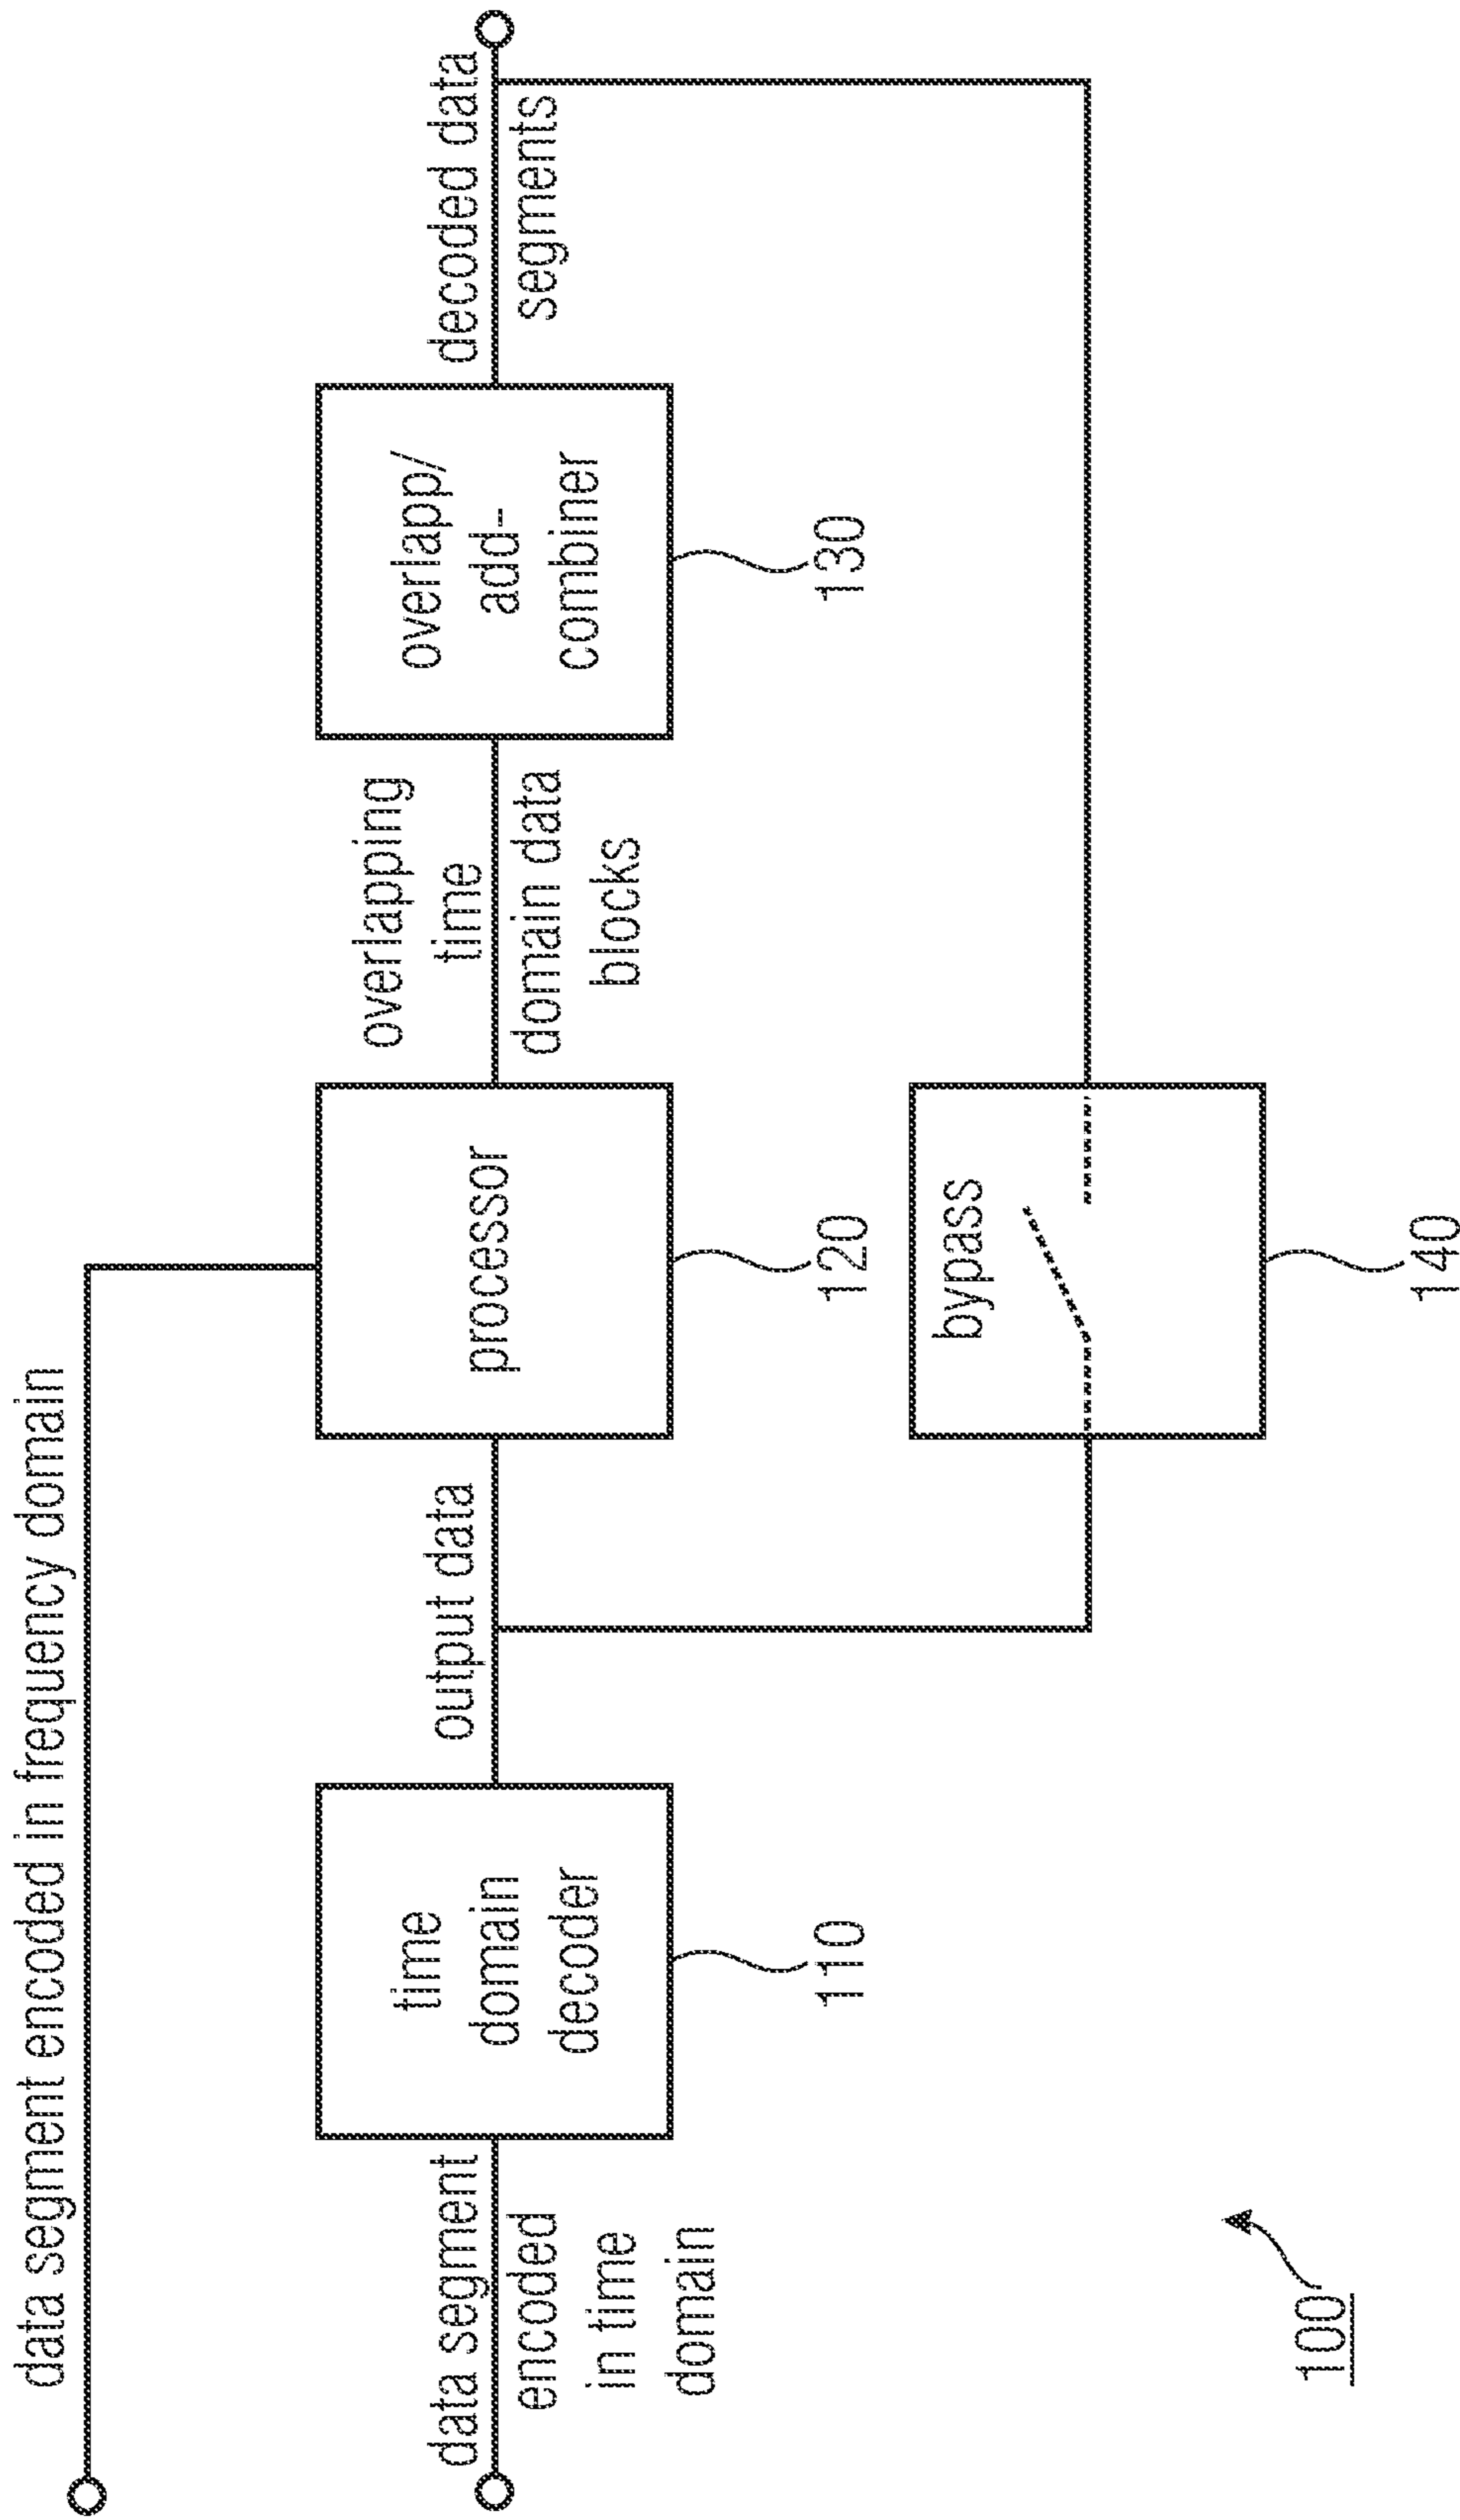 data segment encoded in frequency domain
data segment
encoded
in time
domain
time
domain
decoder
110
output data
processor
120
overlapping
time
domain data
blocks
overlapp/
add-
combiner
130
decoded data
segments
bypass
140
100